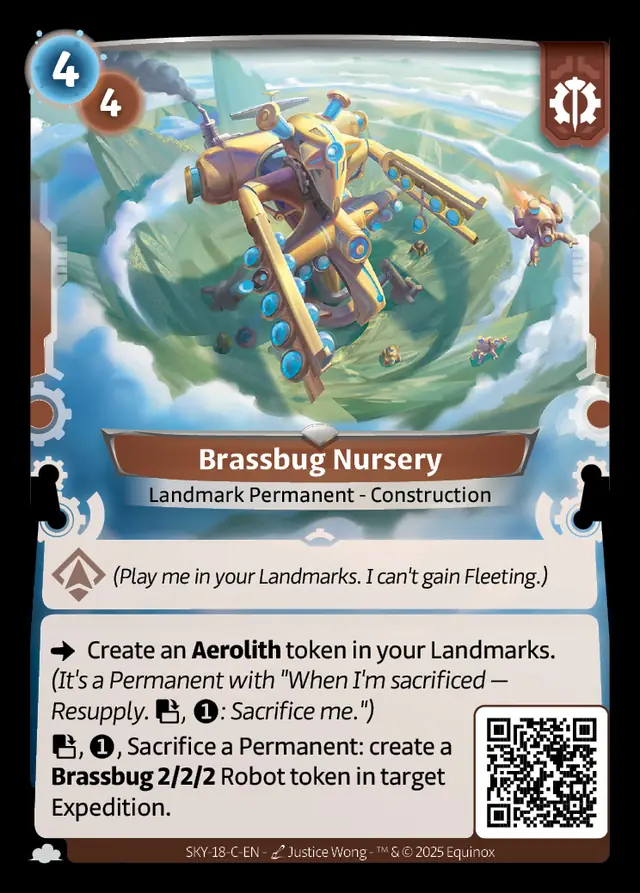 4
4
Brassbug Nursery
Landmark Permanent - Construction
(Play me in your Landmarks. I can't gain Fleeting.)
Create an Aerolith token in your Landmarks.
(It's a Permanent with "When I'm sacrificed —
Resupply. , 1: Sacrifice me.")
, 1, Sacrifice a Permanent: create a
Brassbug 2/2/2 Robot token in target
Expedition.
SKY-18-C-EN - Justice Wong - ™ & © 2025 Equinox